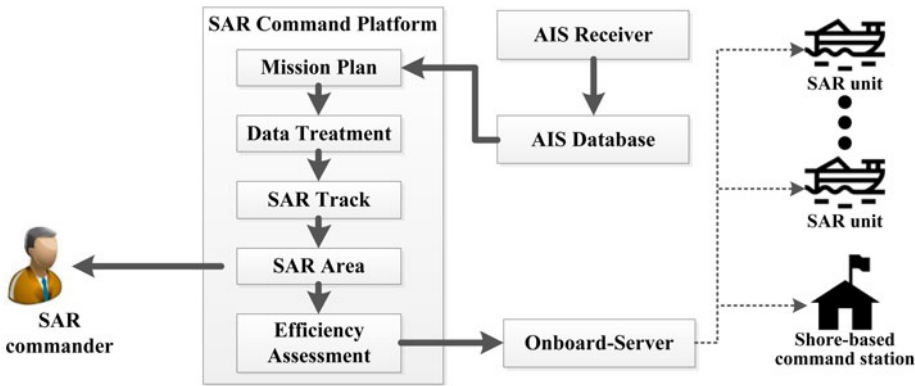 SAR Command Platform
Mission Plan
Data Treatment
SAR Track
SAR Area
Efficiency
Assessment
AIS Receiver
AIS Database
Onboard-Server
SAR
commander
SAR unit
SAR unit
Shore-based
command station